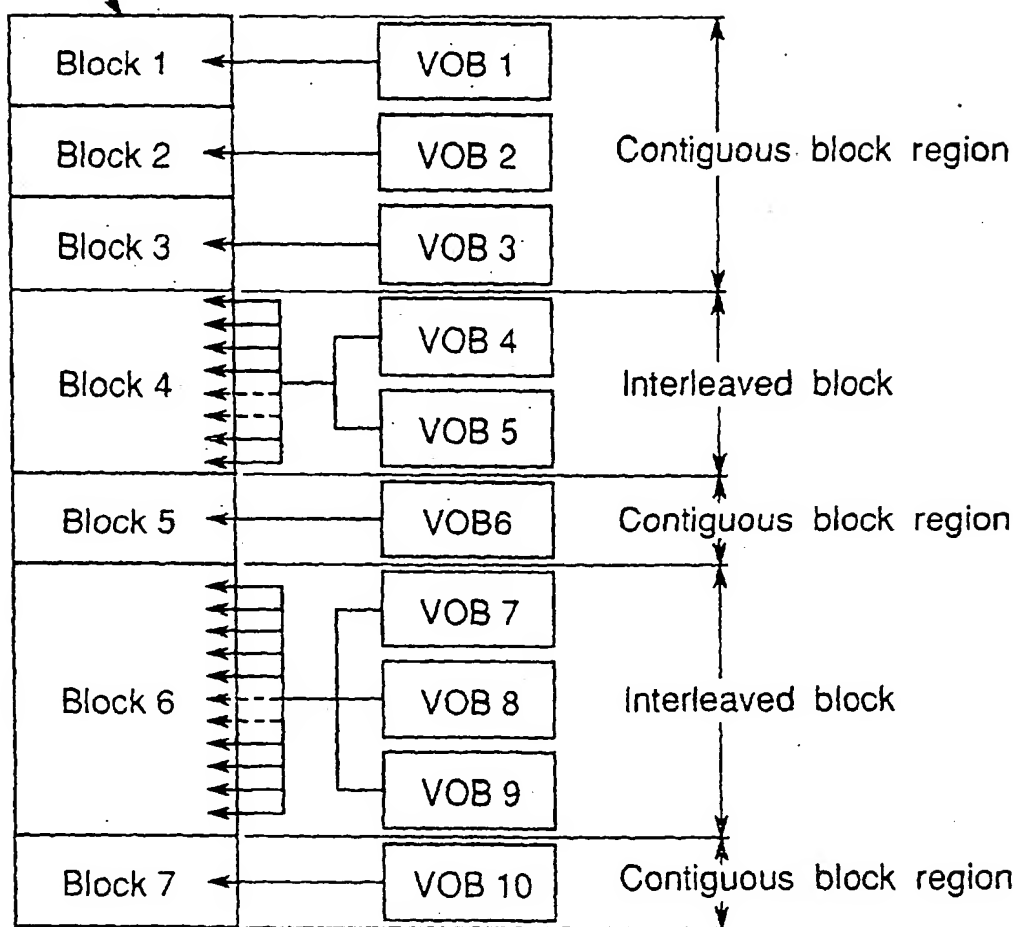 Block 1
VOB 1
Block 2
VOB 2
Contiguous block region
Block 3
VOB 3
VOB 4
Block 4
Interleaved block
VOB 5
Block 5
VOB6
Contiguous block region
VOB 7
Block 6
VOB 8
Interleaved block
VOB 9
Block 7
VOB 10
Contiguous block region